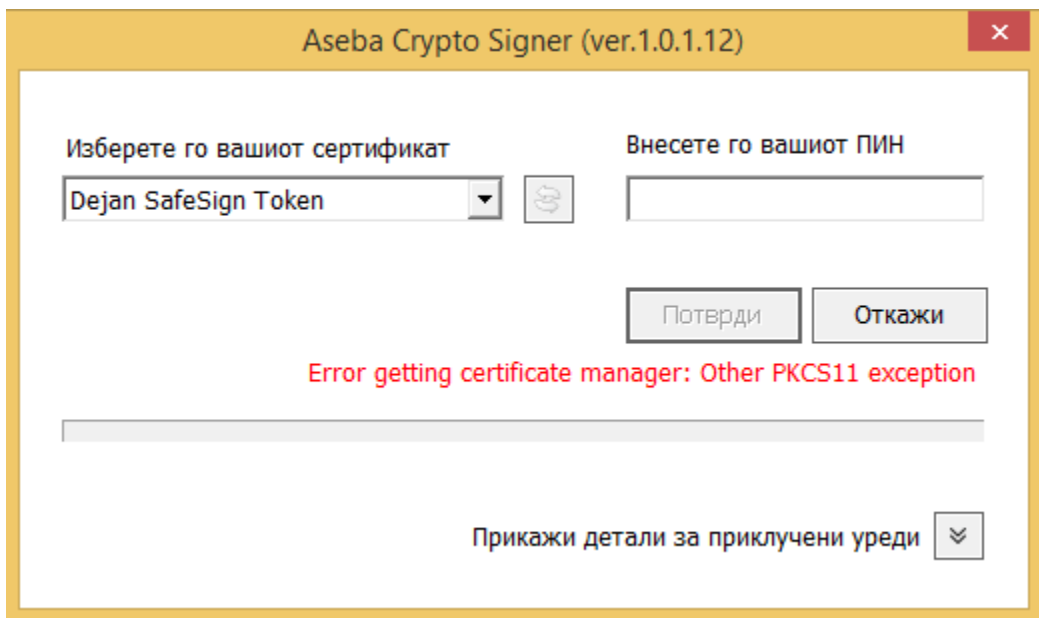 Aseba Crypto Signer (ver.1.0.1.12)
Изберете го вашиот сертификат
Внесете го вашиот ПИН
Dejan SafeSign Token
Потврди
Откажи
Error getting certificate manager: Other PKCS11 exception
Прикажи детали за приклучени уреди